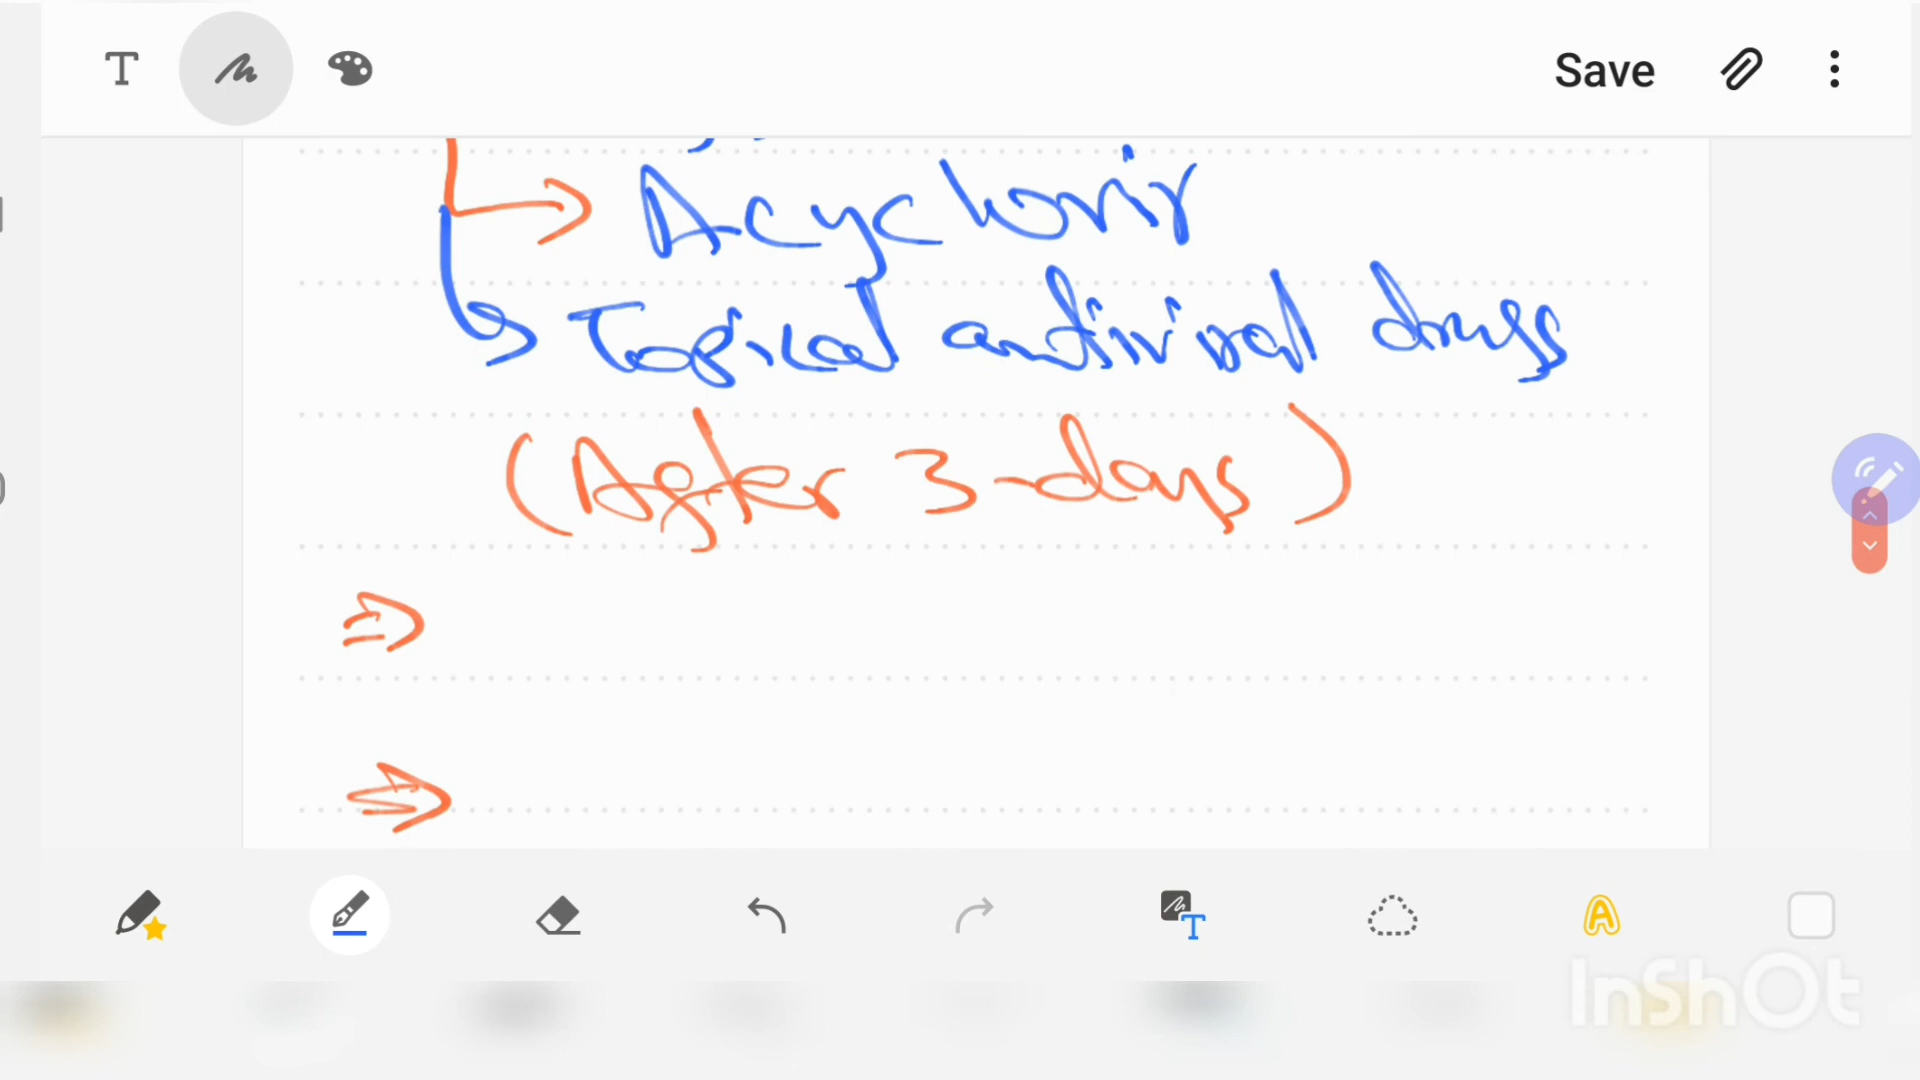 T
Save
Acyclovir
Topical antiviral drugs
(After 3-days)
T
A
InShOt